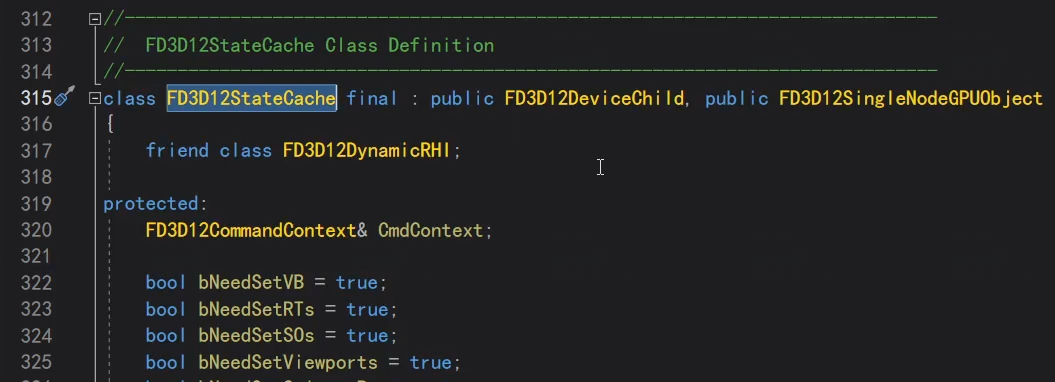 312 //------------------------------------------------------------------------------
313 // FD3D12StateCache Class Definition
314 //------------------------------------------------------------------------------
315 class FD3D12StateCache final : public FD3D12DeviceChild, public FD3D12SingleNodeGPUObject
316 {
317 friend class FD3D12DynamicRHI;
318
319 protected:
320 FD3D12CommandContext& CmdContext;
321
322 bool bNeedSetVB = true;
323 bool bNeedSetRTs = true;
324 bool bNeedSetSOs = true;
325 bool bNeedSetViewports = true;